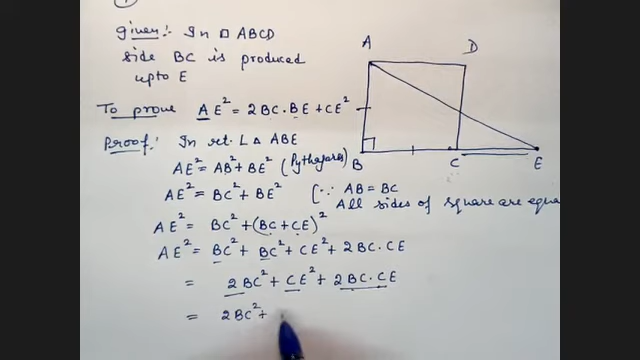 Given:- In □ ABCD
side BC is produced
upto E
To prove AE² = 2BC·BE + CE²
Proof:- In rt. L △ ABE
AE² = AB² + BE² (Pythagoras)
AE² = BC² + BE² [∵ AB = BC
All sides of square are equa
AE² = BC² + (BC + CE)²
AE² = BC² + BC² + CE² + 2BC·CE
= 2BC² + CE² + 2BC·CE
= 2BC² +
A D
B C E